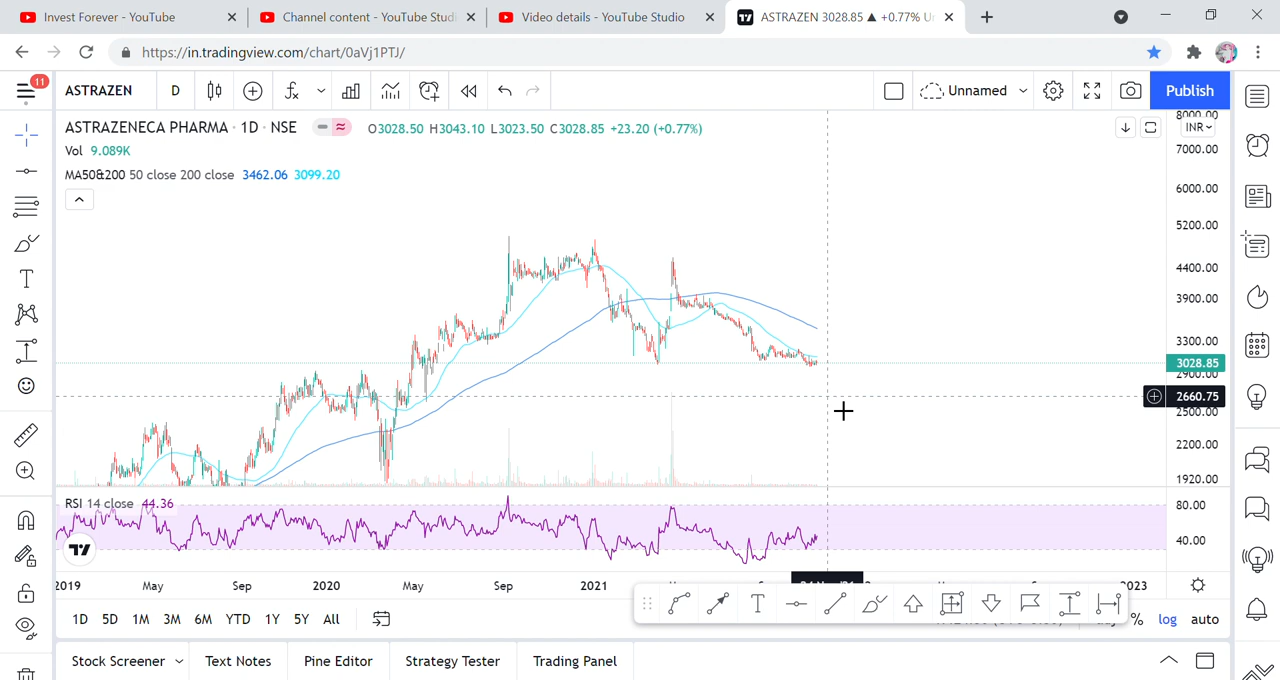 Invest Forever - YouTube
Channel content - YouTube Studi
Video details - YouTube Studio
ASTRAZEN 3028.85 ▲ +0.77% Un
https://in.tradingview.com/chart/0aVj1PTJ/
11
ASTRAZEN D
Unnamed
Publish
ASTRAZENECA PHARMA · 1D · NSE
O3028.50 H3043.10 L3023.50 C3028.85 +23.20 (+0.77%)
INR
Vol 9.089K
MA50&200 50 close 200 close 3462.06 3099.20
8000.00
7000.00
6000.00
5200.00
4400.00
3900.00
3300.00
3028.85
2900.00
2660.75
2500.00
2200.00
1920.00
RSI 14 close 44.36
80.00
40.00
2019 May Sep 2020 May Sep 2021 2023
1D 5D 1M 3M 6M YTD 1Y 5Y All
% log auto
Stock Screener Text Notes Pine Editor Strategy Tester Trading Panel